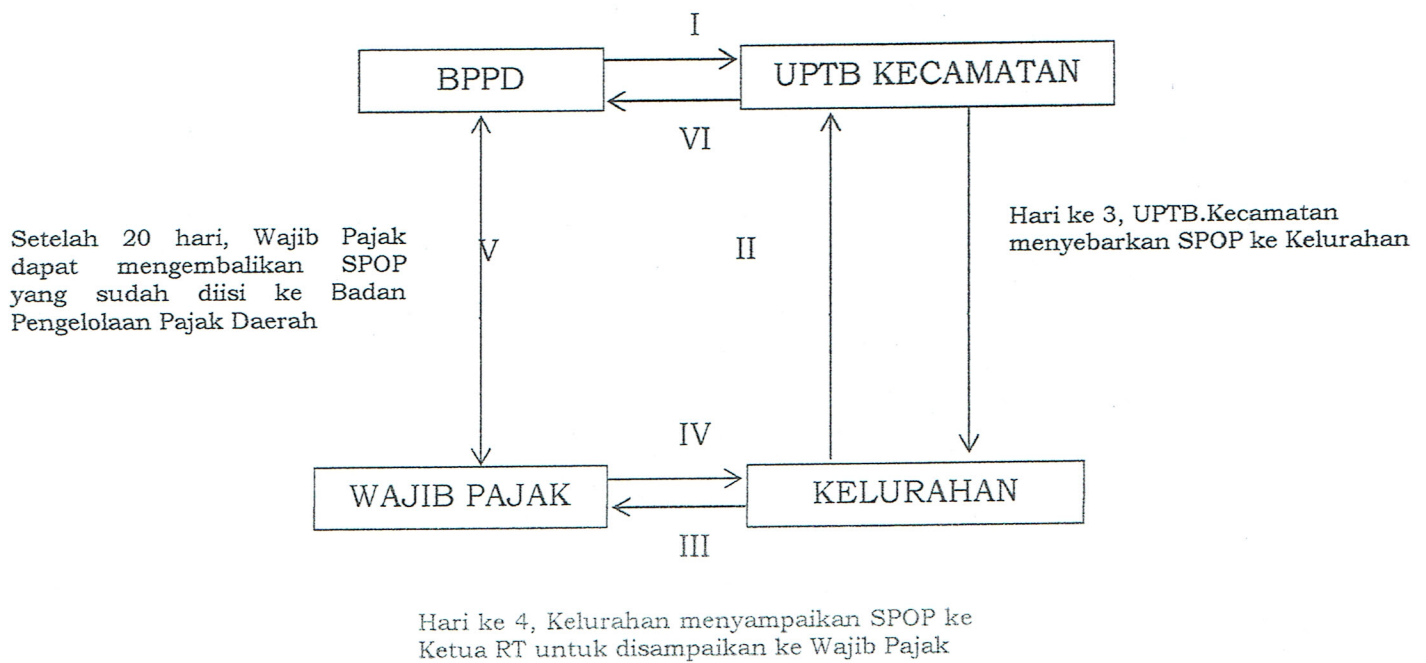 I
BPPD
UPTB KECAMATAN
VI
Hari ke 3, UPTB.Kecamatan
menyebarkan SPOP ke Kelurahan
Setelah 20 hari, Wajib Pajak
dapat mengembalikan SPOP
yang sudah diisi ke Badan
Pengelolaan Pajak Daerah
V
II
IV
WAJIB PAJAK
KELURAHAN
III
Hari ke 4, Kelurahan menyampaikan SPOP ke
Ketua RT untuk disampaikan ke Wajib Pajak